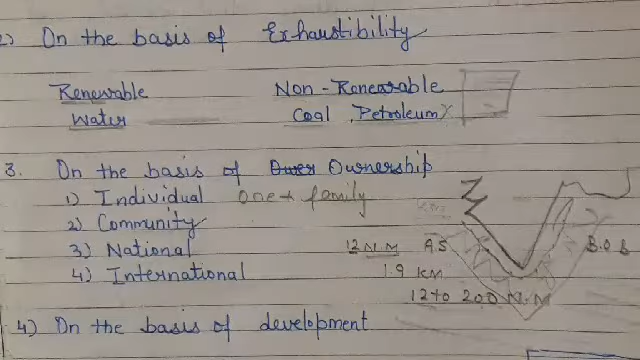 2) On the basis of Exhaustibility
Renewable Non-Renewable
Water Coal, Petroleum X
3. On the basis of Ower Ownership
1) Individual one + family
2) Community
3) National 12 N.M A.S B.O.B
4) International 1.9 KM
12 to 200 N.M
4) On the basis of development